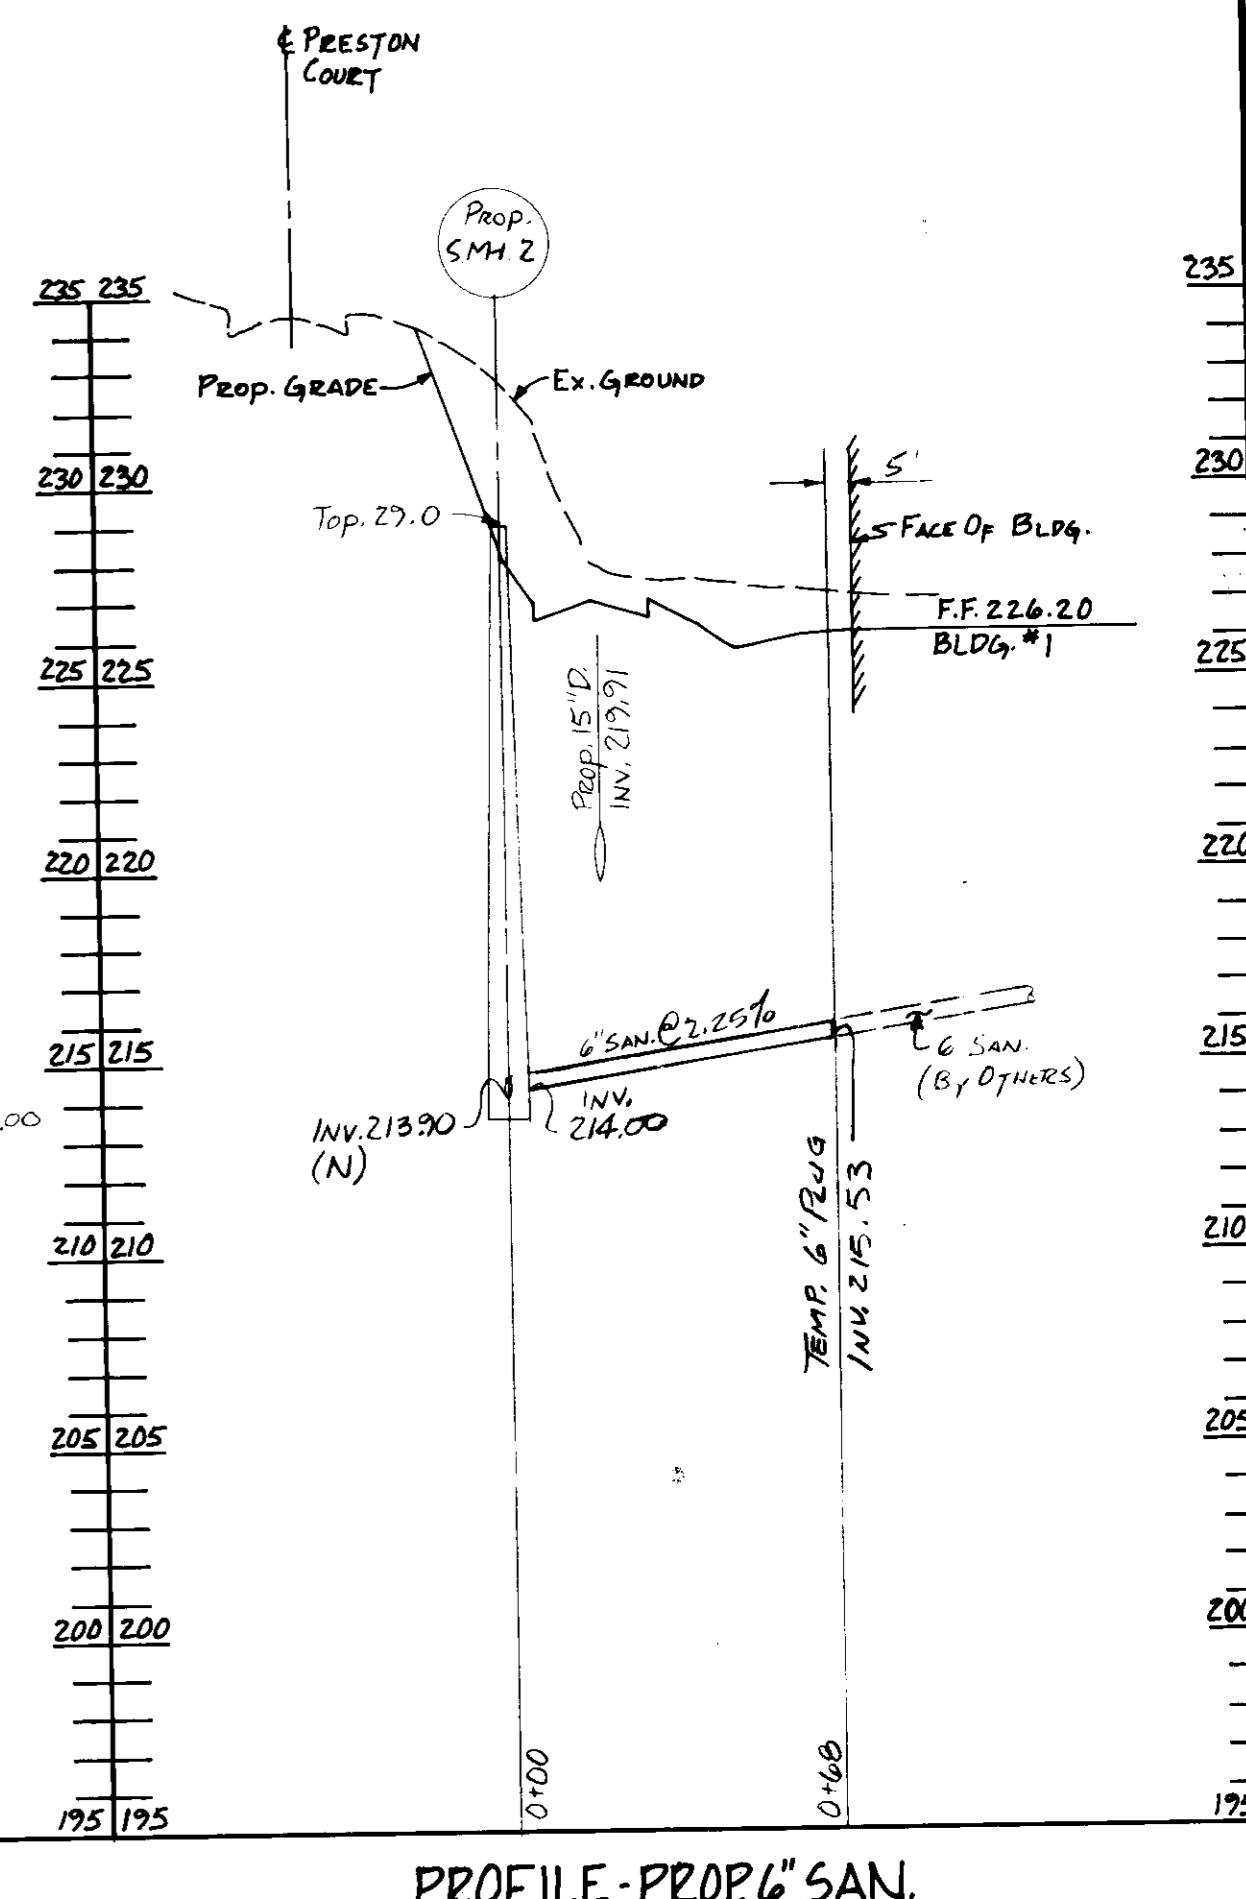 ℄ PRESTON
COURT
PROP.
SMH. 2
235 235
235
PROP. GRADE
EX. GROUND
230 230
230
5'
TOP. 29.0
FACE OF BLDG.
F.F. 226.20
BLDG. #1
225 225
225
PROP. 15" D.
INV. 219.91
220 220
220
6" SAN. @ 2.25%
215 215
215
6 SAN.
(BY OTHERS)
.00
INV. 213.90
(N)
INV.
214.00
TEMP. 6" PLUG
INV. 215.53
210 210
210
205 205
205
200 200
200
0+00
0+68
195 195
195
PROFILE - PROP. 6" SAN.